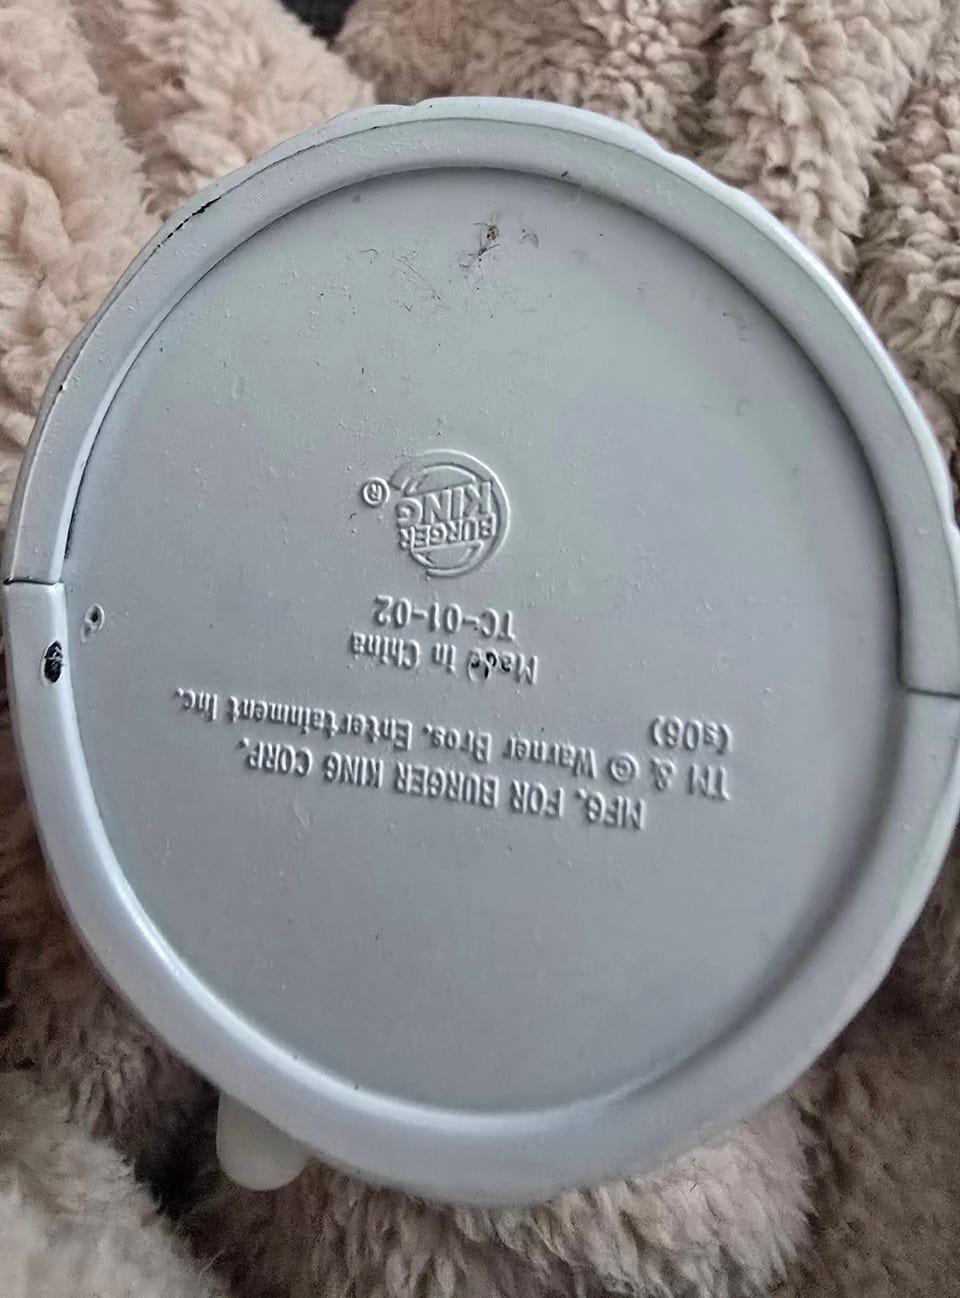 MFG. FOR BURGER KING CORP.
TM & © Warner Bros. Entertainment Inc.
(s06)
Made in China
TC-01-02
BURGER
KING
®